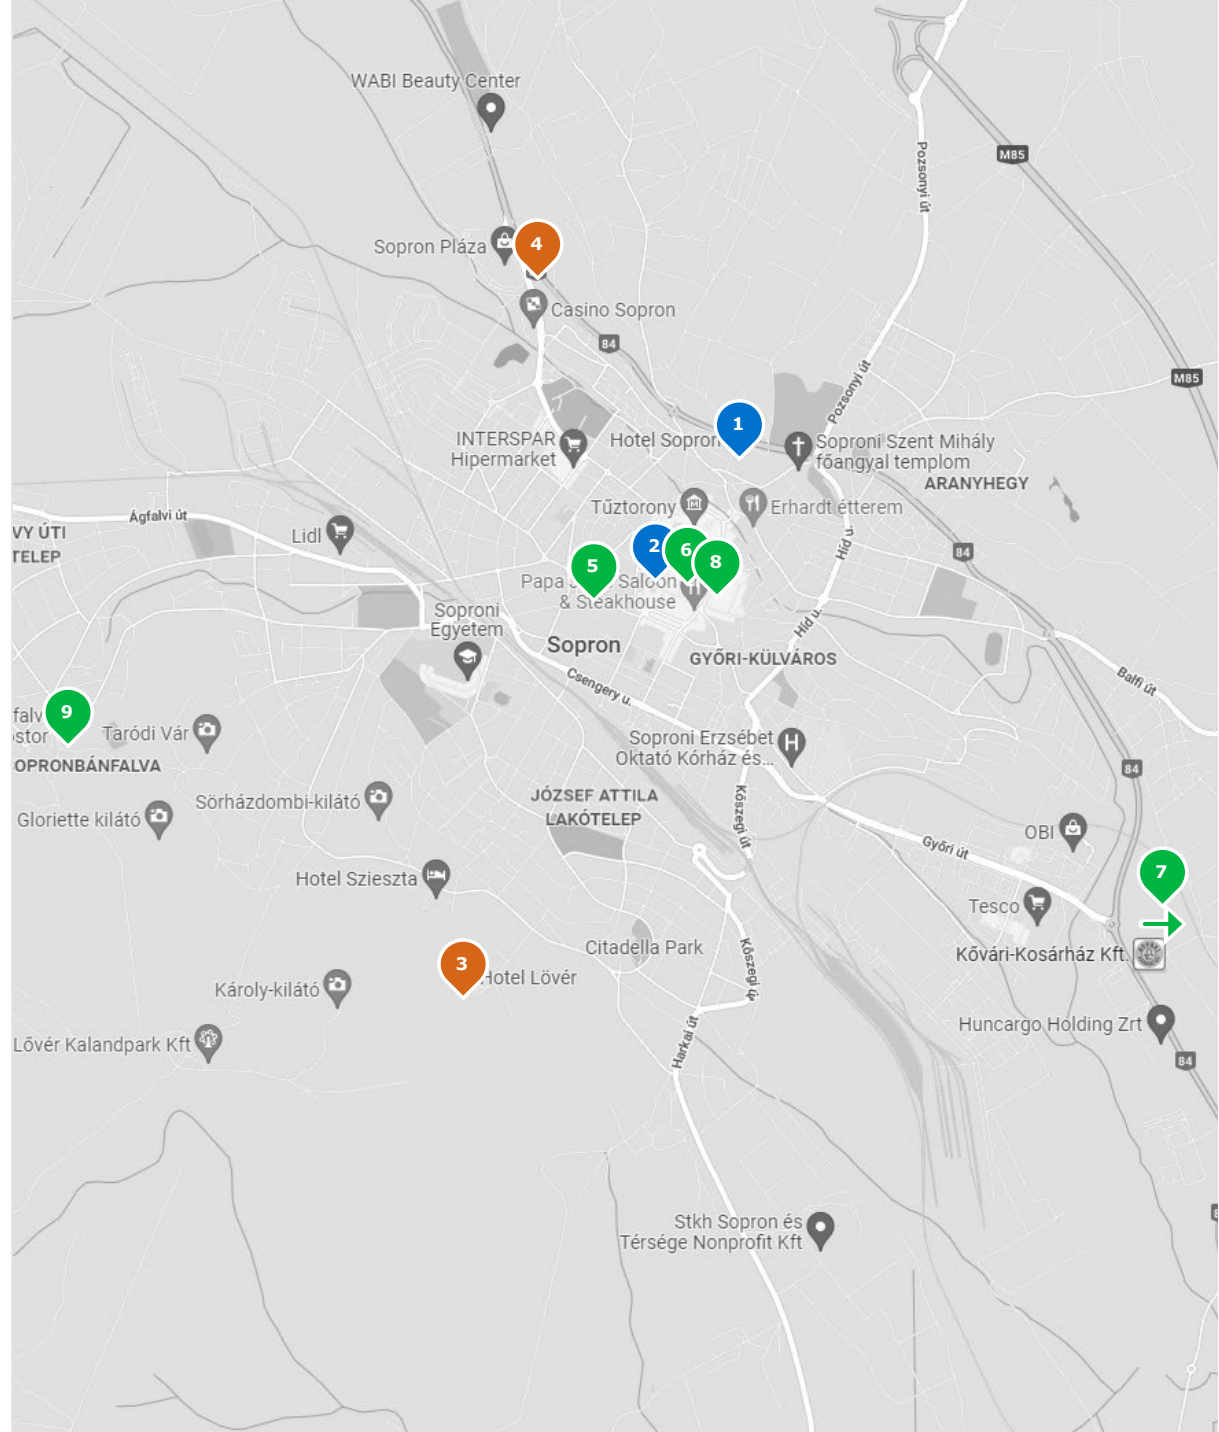 WABI Beauty Center
M85
Pozsonyi út
Sopron Pláza
4
Casino Sopron
84
M85
Pozsonyi út
1
INTERSPAR
Hipermarket
Hotel Sopron
Soproni Szent Mihály
főangyal templom
ARANYHEGY
Tűztorony
Erhardt étterem
Ágfalvi út
VY ÚTI
TELEP
Lidl
Híd u.
84
2
6
8
5
Papa
Saloon
& Steakhouse
Soproni
Egyetem
Híd u.
Sopron
GYŐRI-KÜLVÁROS
Csengery u.
Balfi út
9
falv
stor
Taródi Vár
OPRONBÁNFALVA
Soproni Erzsébet
Oktató Kórház és...
84
Sörházdombi-kilátó
JÓZSEF ATTILA
LAKÓTELEP
Kőszegi út
Gloriette kilátó
OBI
Győri út
Hotel Szieszta
7
Tesco
Citadella Park
Kőszegi út
Kővári-Kosárház Kft.
3
Hotel Lövér
Károly-kilátó
Harkai út
Huncargo Holding Zrt
Lővér Kalandpark Kft
84
Stkh Sopron és
Térsége Nonprofit Kft